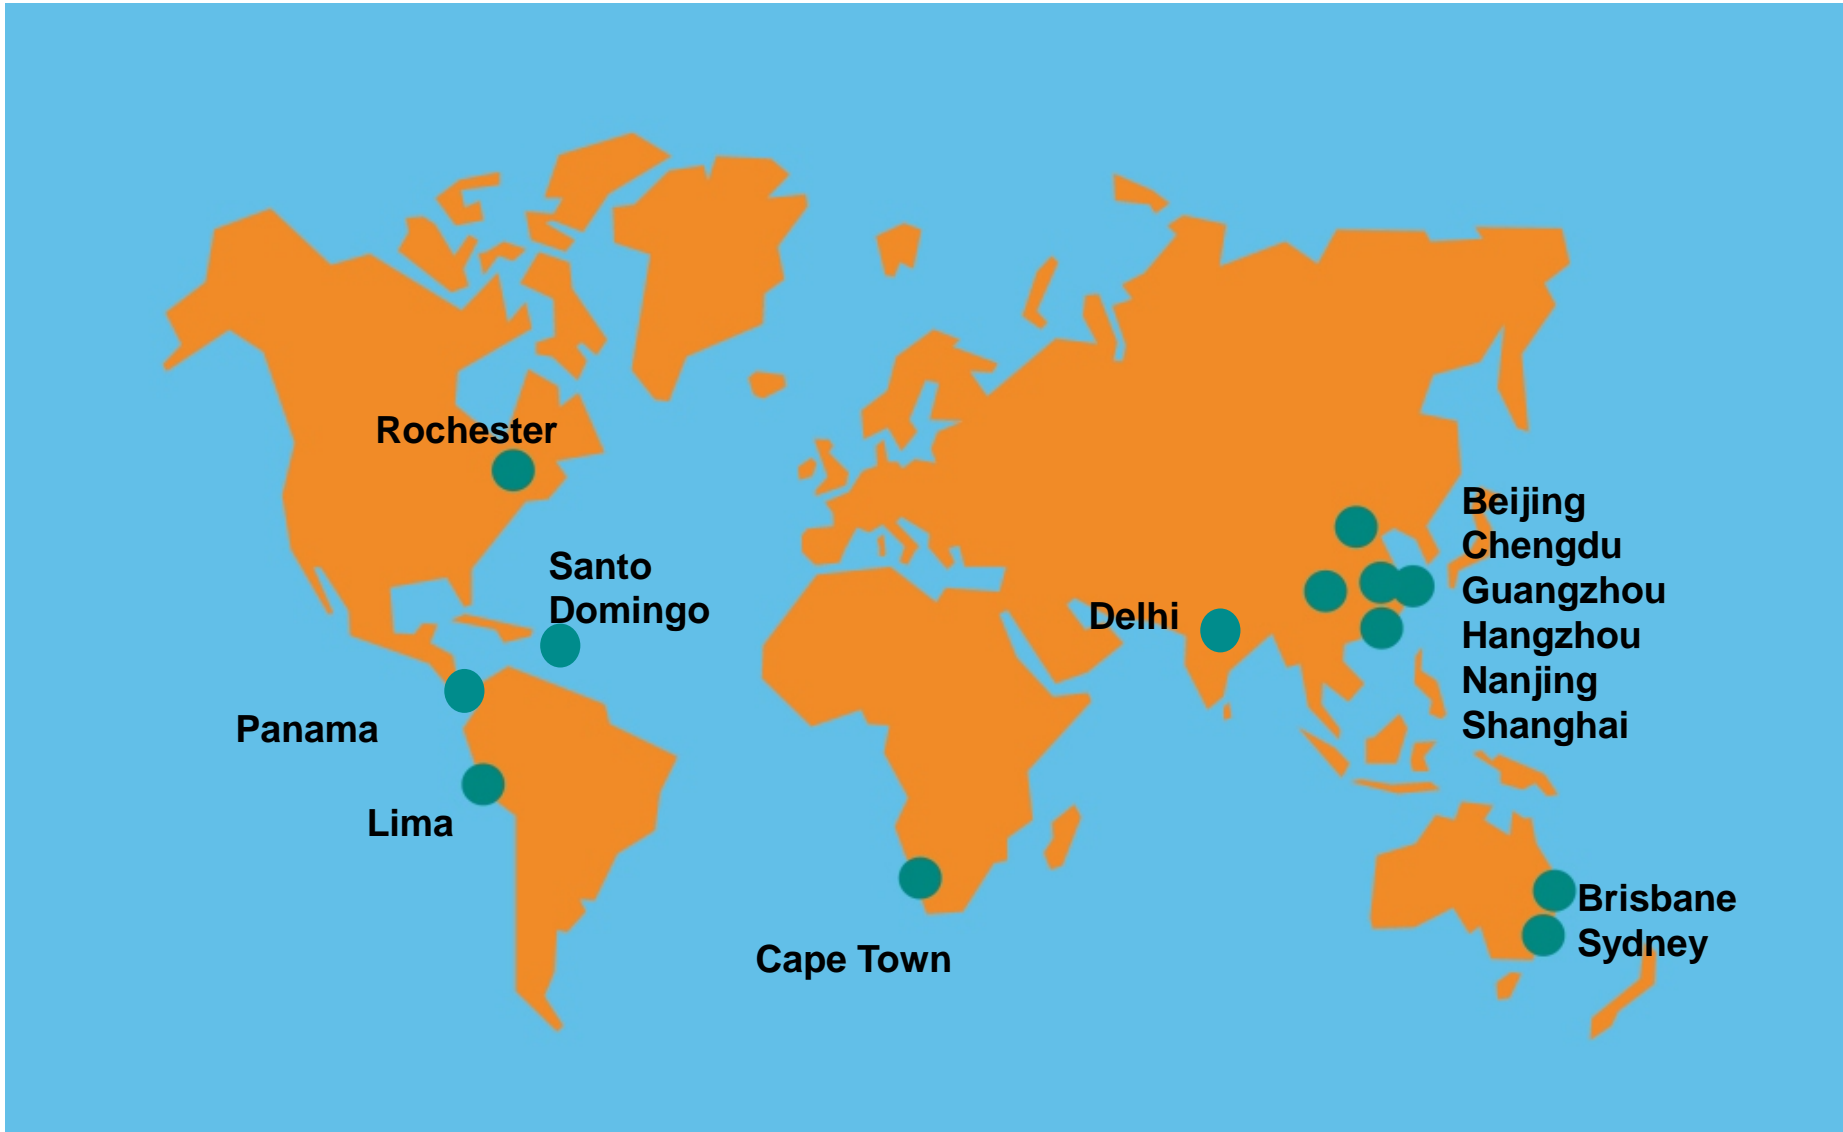 Rochester
Santo
Domingo
Panama
Lima
Cape Town
Delhi
Beijing
Chengdu
Guangzhou
Hangzhou
Nanjing
Shanghai
Brisbane
Sydney